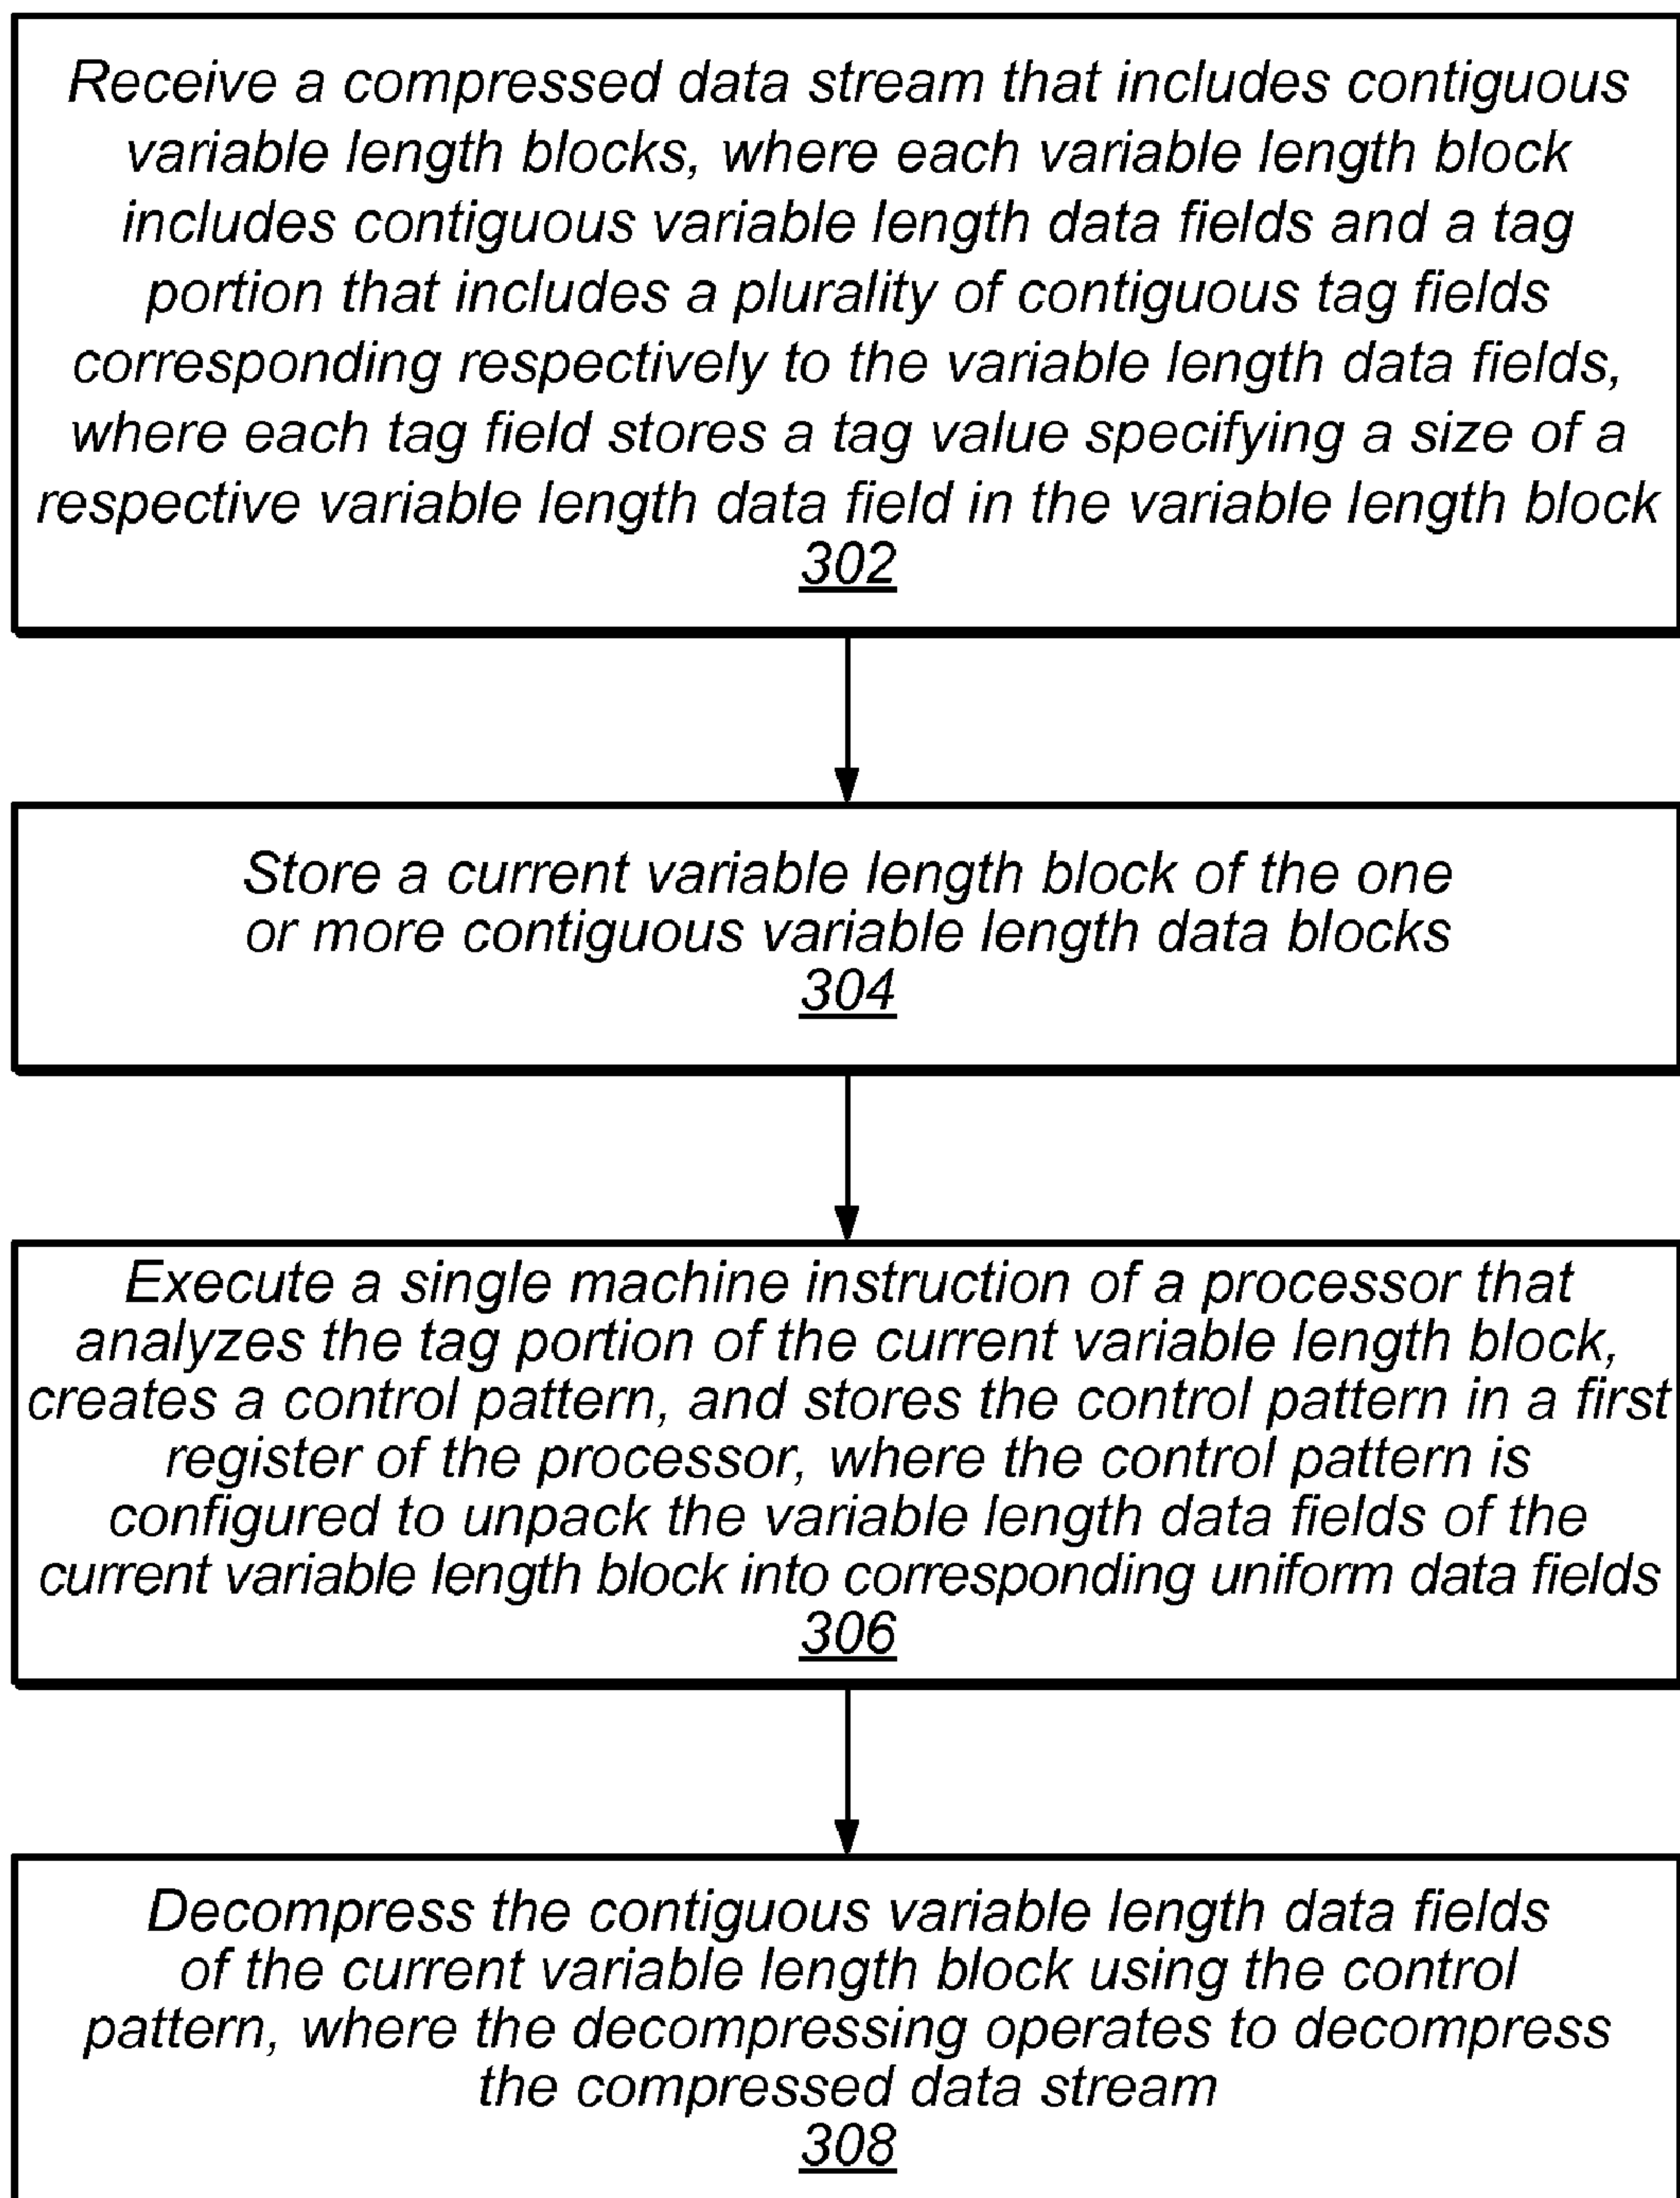 Receive a compressed data stream that includes contiguous
variable length blocks, where each variable length block
includes contiguous variable length data fields and a tag
portion that includes a plurality of contiguous tag fields
corresponding respectively to the variable length data fields,
where each tag field stores a tag value specifying a size of a
respective variable length data field in the variable length block
302
Store a current variable length block of the one
or more contiguous variable length data blocks
304
Execute a single machine instruction of a processor that
analyzes the tag portion of the current variable length block,
creates a control pattern, and stores the control pattern in a first
register of the processor, where the control pattern is
configured to unpack the variable length data fields of the
current variable length block into corresponding uniform data fields
306
Decompress the contiguous variable length data fields
of the current variable length block using the control
pattern, where the decompressing operates to decompress
the compressed data stream
308